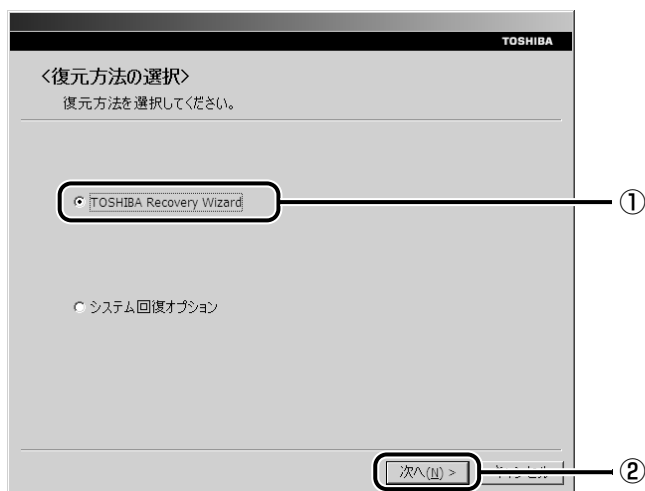 TOSHIBA
<復元方法の選択>
復元方法を選択してください。
TOSHIBA Recovery Wizard
①
システム回復オプション
次へ(N) >
②